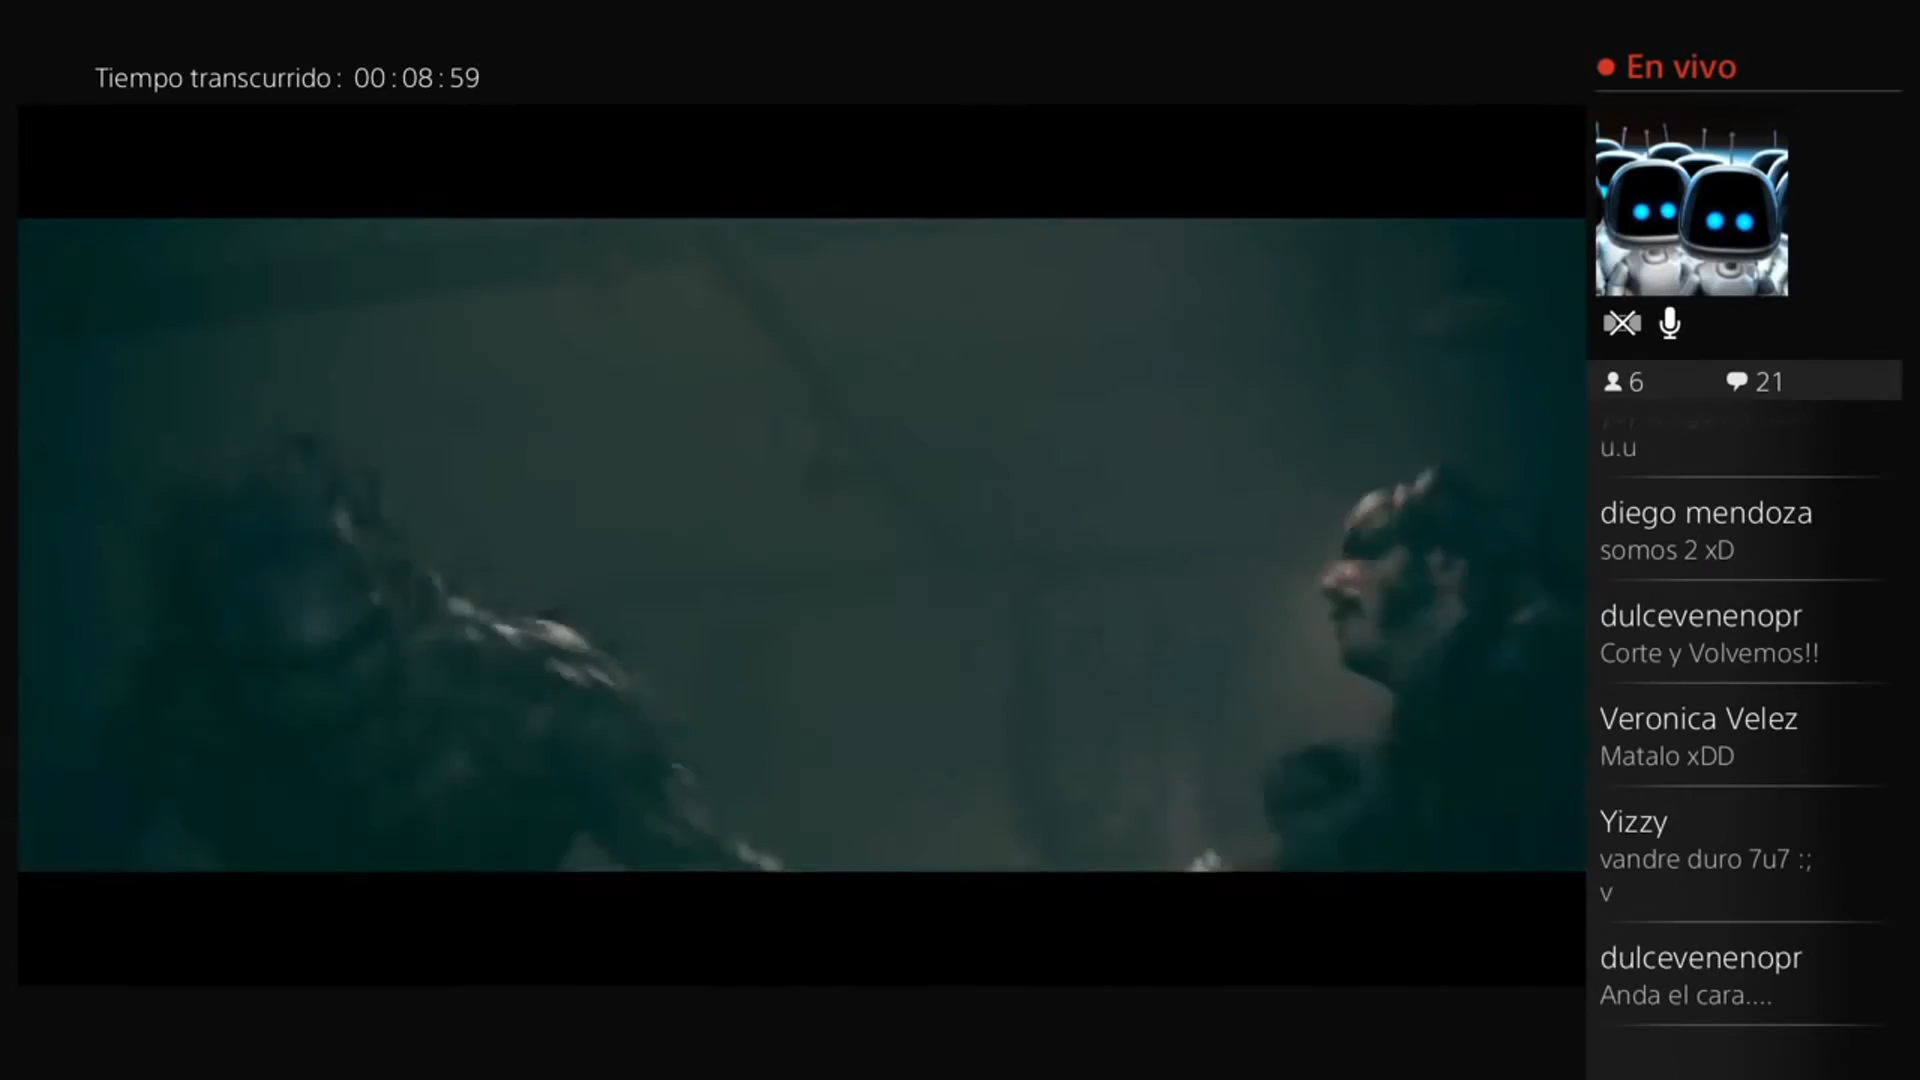 Tiempo transcurrido: 00:08:59
En vivo
6 21
u.u
diego mendoza
somos 2 xD
dulcevenenopr
Corte y Volvemos!!
Veronica Velez
Matalo xDD
Yizzy
vandre duro 7u7 :;
v
dulcevenenopr
Anda el cara....